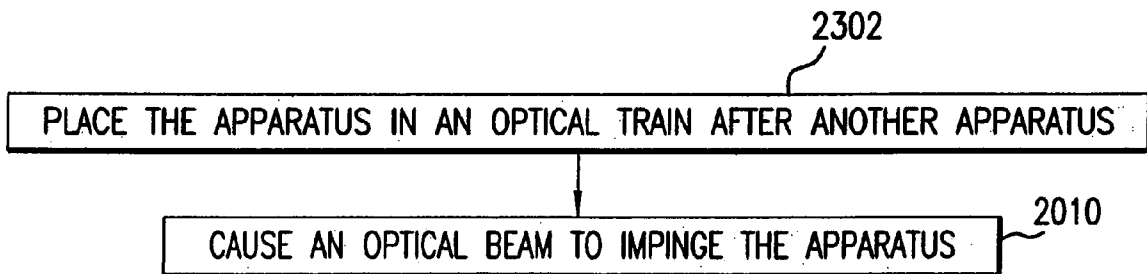 2302
PLACE THE APPARATUS IN AN OPTICAL TRAIN AFTER ANOTHER APPARATUS
CAUSE AN OPTICAL BEAM TO IMPINGE THE APPARATUS
2010